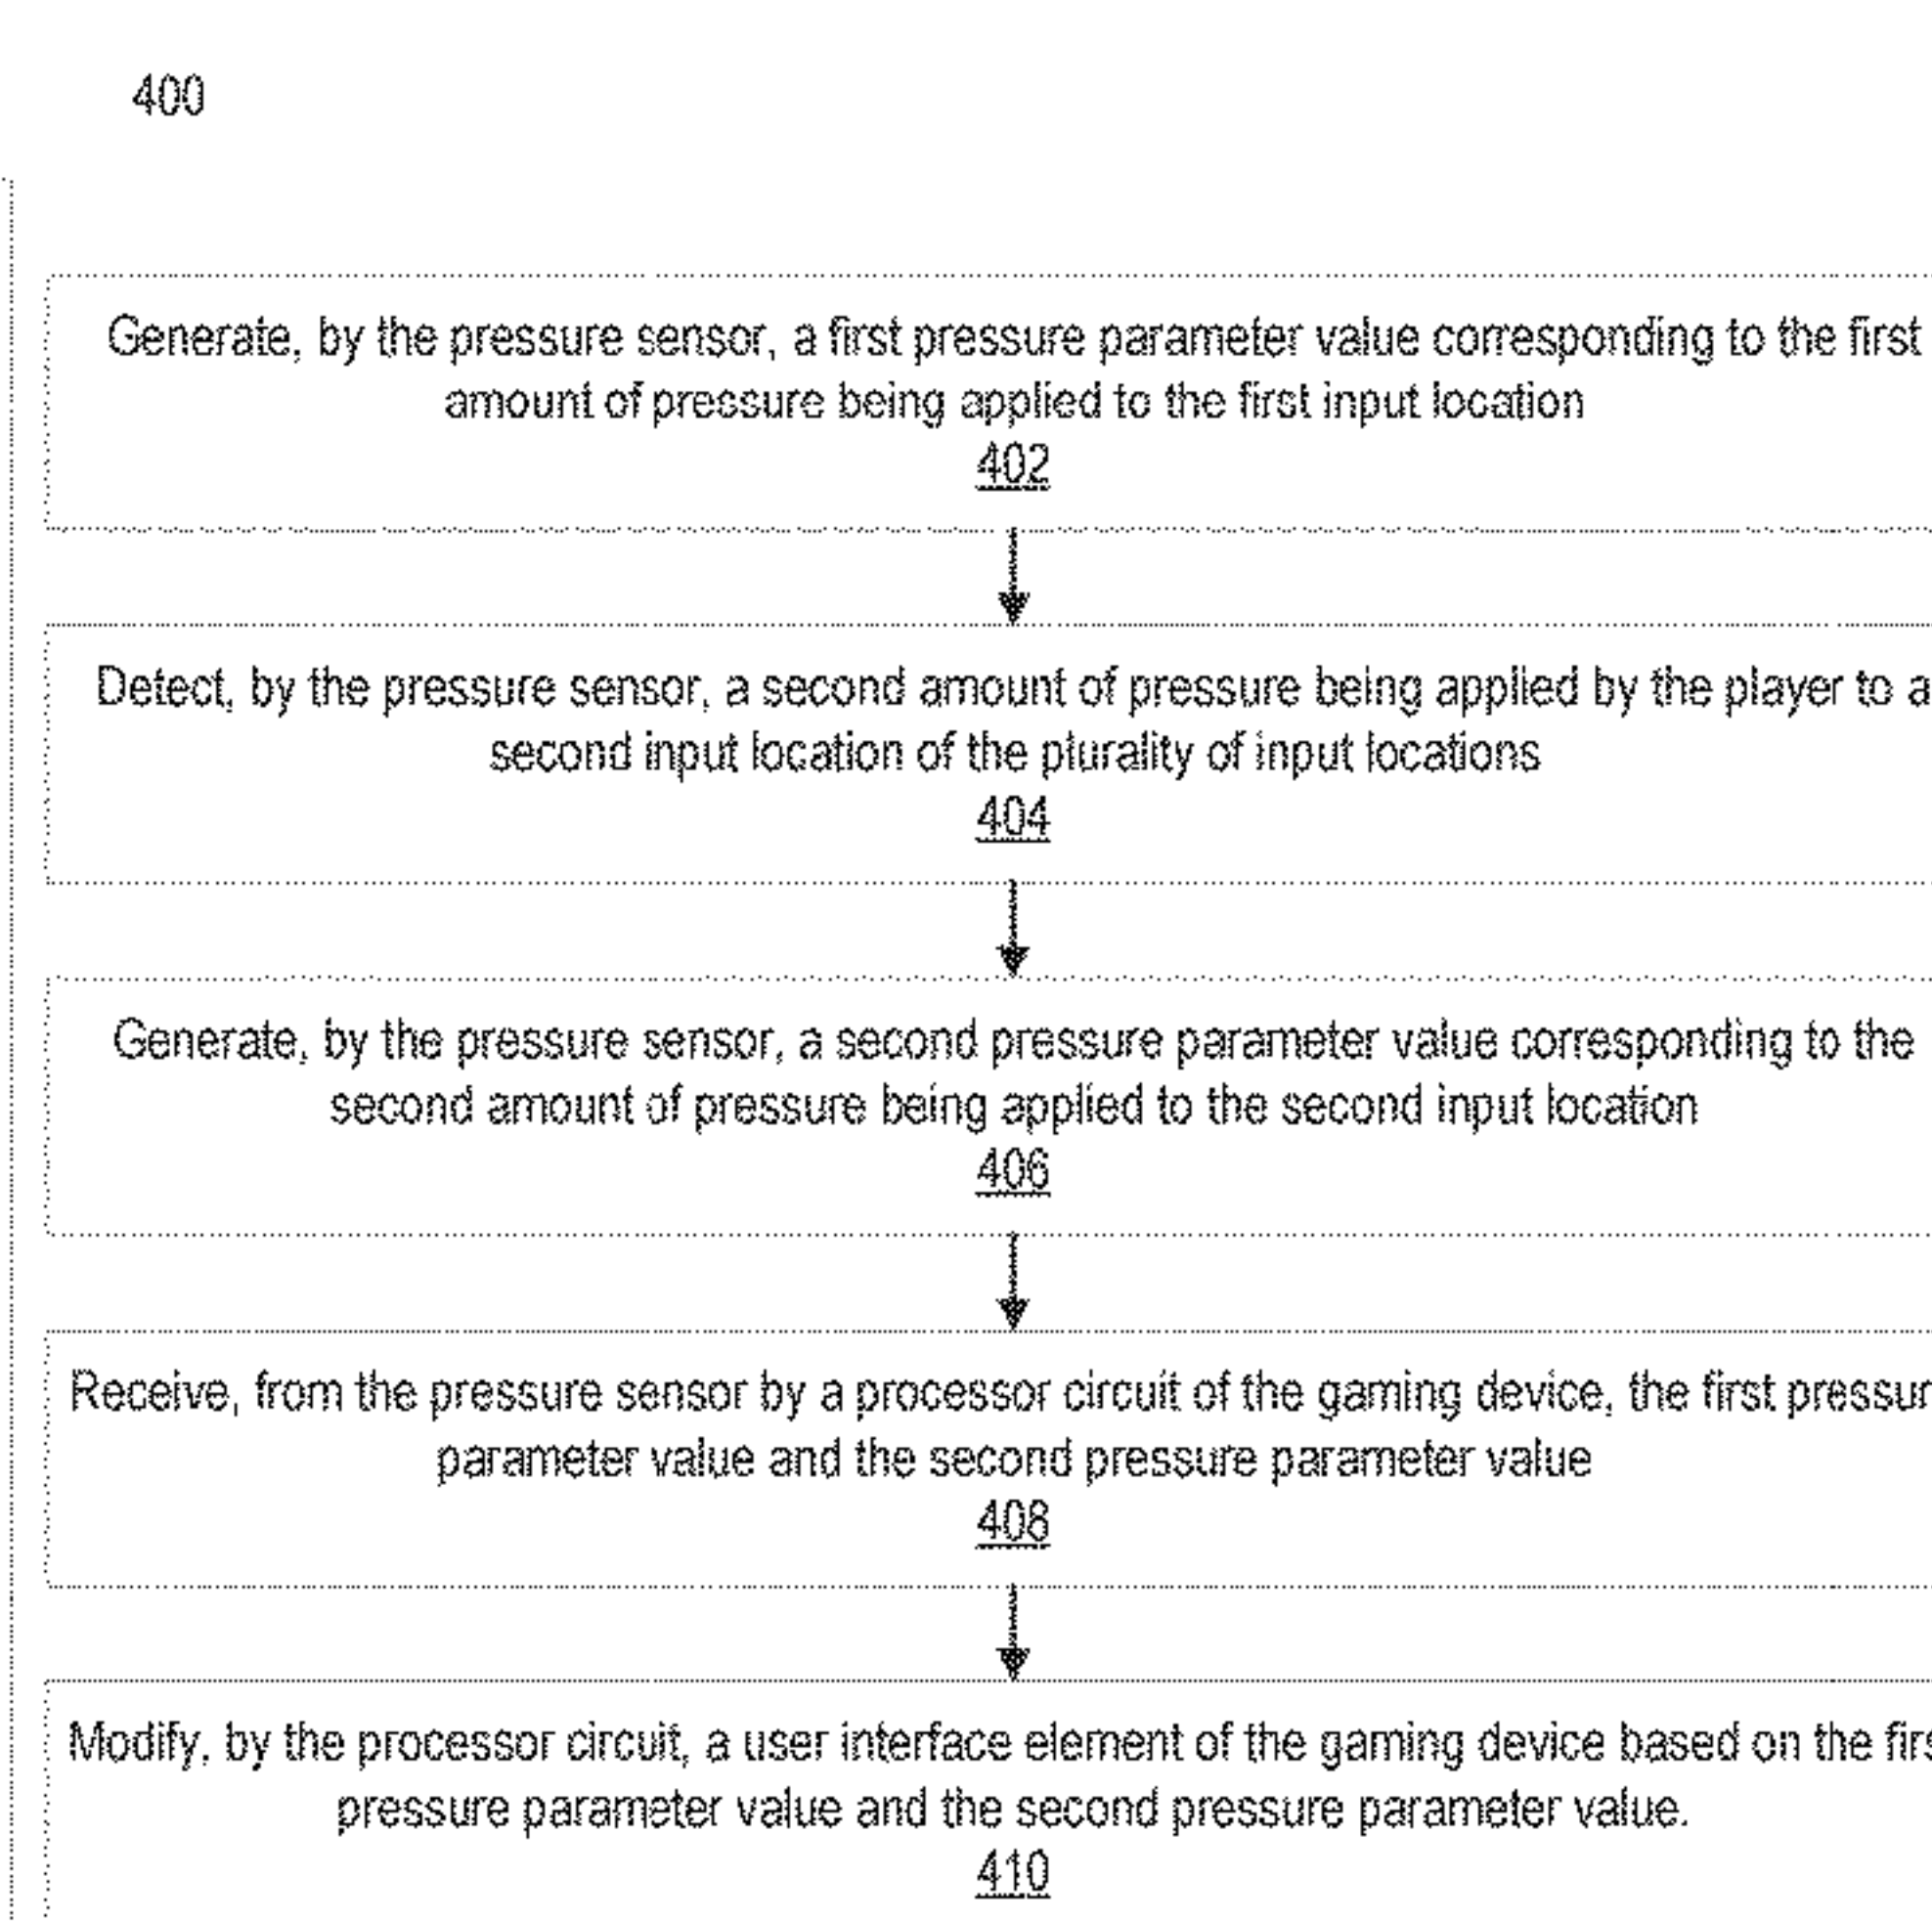 400
Generate, by the pressure sensor, a first pressure parameter value corresponding to the first
amount of pressure being applied to the first input location
402
Detect, by the pressure sensor, a second amount of pressure being applied by the player to a
second input location of the plurality of input locations
404
Generate, by the pressure sensor, a second pressure parameter value corresponding to the
second amount of pressure being applied to the second input location
406
Receive, from the pressure sensor by a processor circuit of the gaming device, the first pressur
parameter value and the second pressure parameter value
408
Modify, by the processor circuit, a user interface element of the gaming device based on the firs
pressure parameter value and the second pressure parameter value.
410